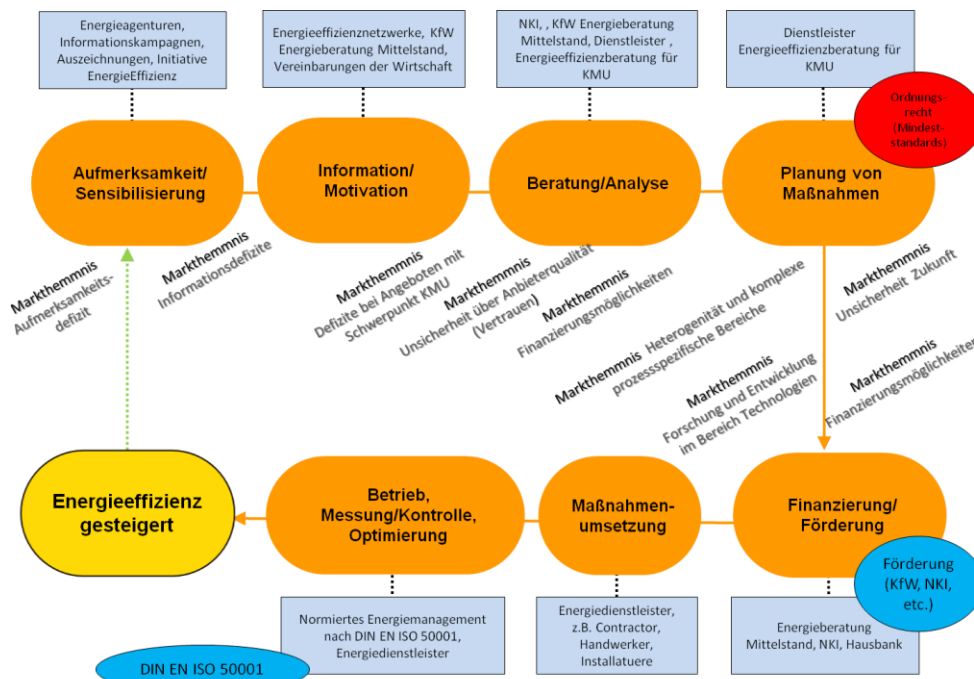 Energieagenturen,
Informationskampagnen,
Auszeichnungen, Initiative
EnergieEffizienz
Energieeffizienznetzwerke, KfW
Energieberatung Mittelstand,
Vereinbarungen der Wirtschaft
NKI, , KfW Energieberatung
Mittelstand, Dienstleister ,
Energieeffizienzberatung für
KMU
Dienstleister
Energieeffizienzberatung für
KMU
Ordnungs-
recht
(Mindest-
standards)
Aufmerksamkeit/
Sensibilisierung
Information/
Motivation
Beratung/Analyse
Planung von
Maßnahmen
Markthemmnis
Aufmerksamkeits-
defizit
Markthemmnis
Informationsdefizite
Markthemmnis
Defizite bei Angeboten mit
Schwerpunkt KMU
Markthemmnis
Unsicherheit über Anbieterqualität
(Vertrauen)
Markthemmnis
Finanzierungsmöglichkeiten
Markthemmnis Heterogenität und komplexe
prozessspezifische Bereiche
Markthemmnis
Forschung und Entwicklung
im Bereich Technologien
Markthemmnis
Unsicherheit Zukunft
Markthemmnis
Finanzierungsmöglichkeiten
Energieeffizienz
gesteigert
Betrieb,
Messung/Kontrolle,
Optimierung
Maßnahmen-
umsetzung
Finanzierung/
Förderung
Förderung
(KfW, NKI,
etc.)
Normiertes Energiemanagement
nach DIN EN ISO 50001,
Energiedienstleister
Energiedienstleister,
z.B. Contractor,
Handwerker,
Installatuere
Energieberatung
Mittelstand, NKI, Hausbank
DIN EN ISO 50001